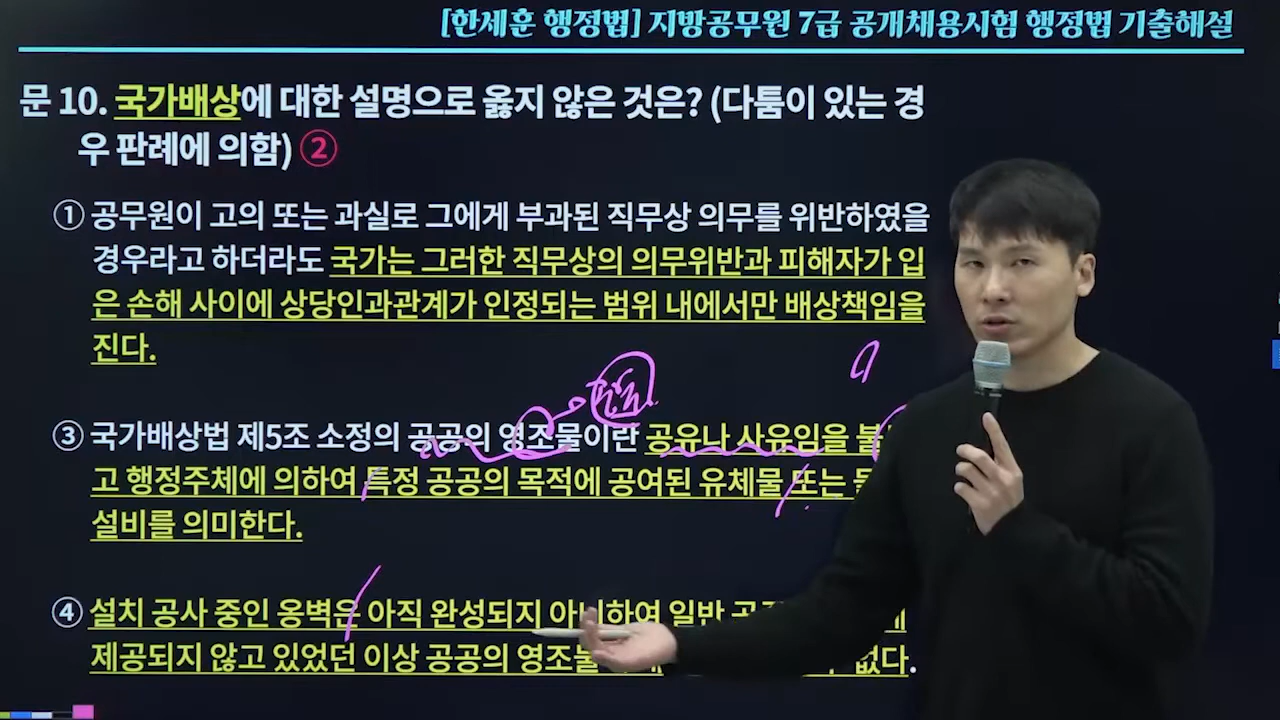 [한세훈 행정법] 지방공무원 7급 공개채용시험 행정법 기출해설
문 10. 국가배상에 대한 설명으로 옳지 않은 것은? (다툼이 있는 경
우 판례에 의함) ②
① 공무원이 고의 또는 과실로 그에게 부과된 직무상 의무를 위반하였을
경우라고 하더라도 국가는 그러한 직무상의 의무위반과 피해자가 입
은 손해 사이에 상당인과관계가 인정되는 범위 내에서만 배상책임을
진다.
③ 국가배상법 제5조 소정의 공공의 영조물이란 공유나 사유임을 불
고 행정주체에 의하여 특정 공공의 목적에 공여된 유체물 또는
설비를 의미한다.
④ 설치 공사 중인 옹벽은 아직 완성되지 아니하여 일반
제공되지 않고 있었던 이상 공공의 영조물 없다.